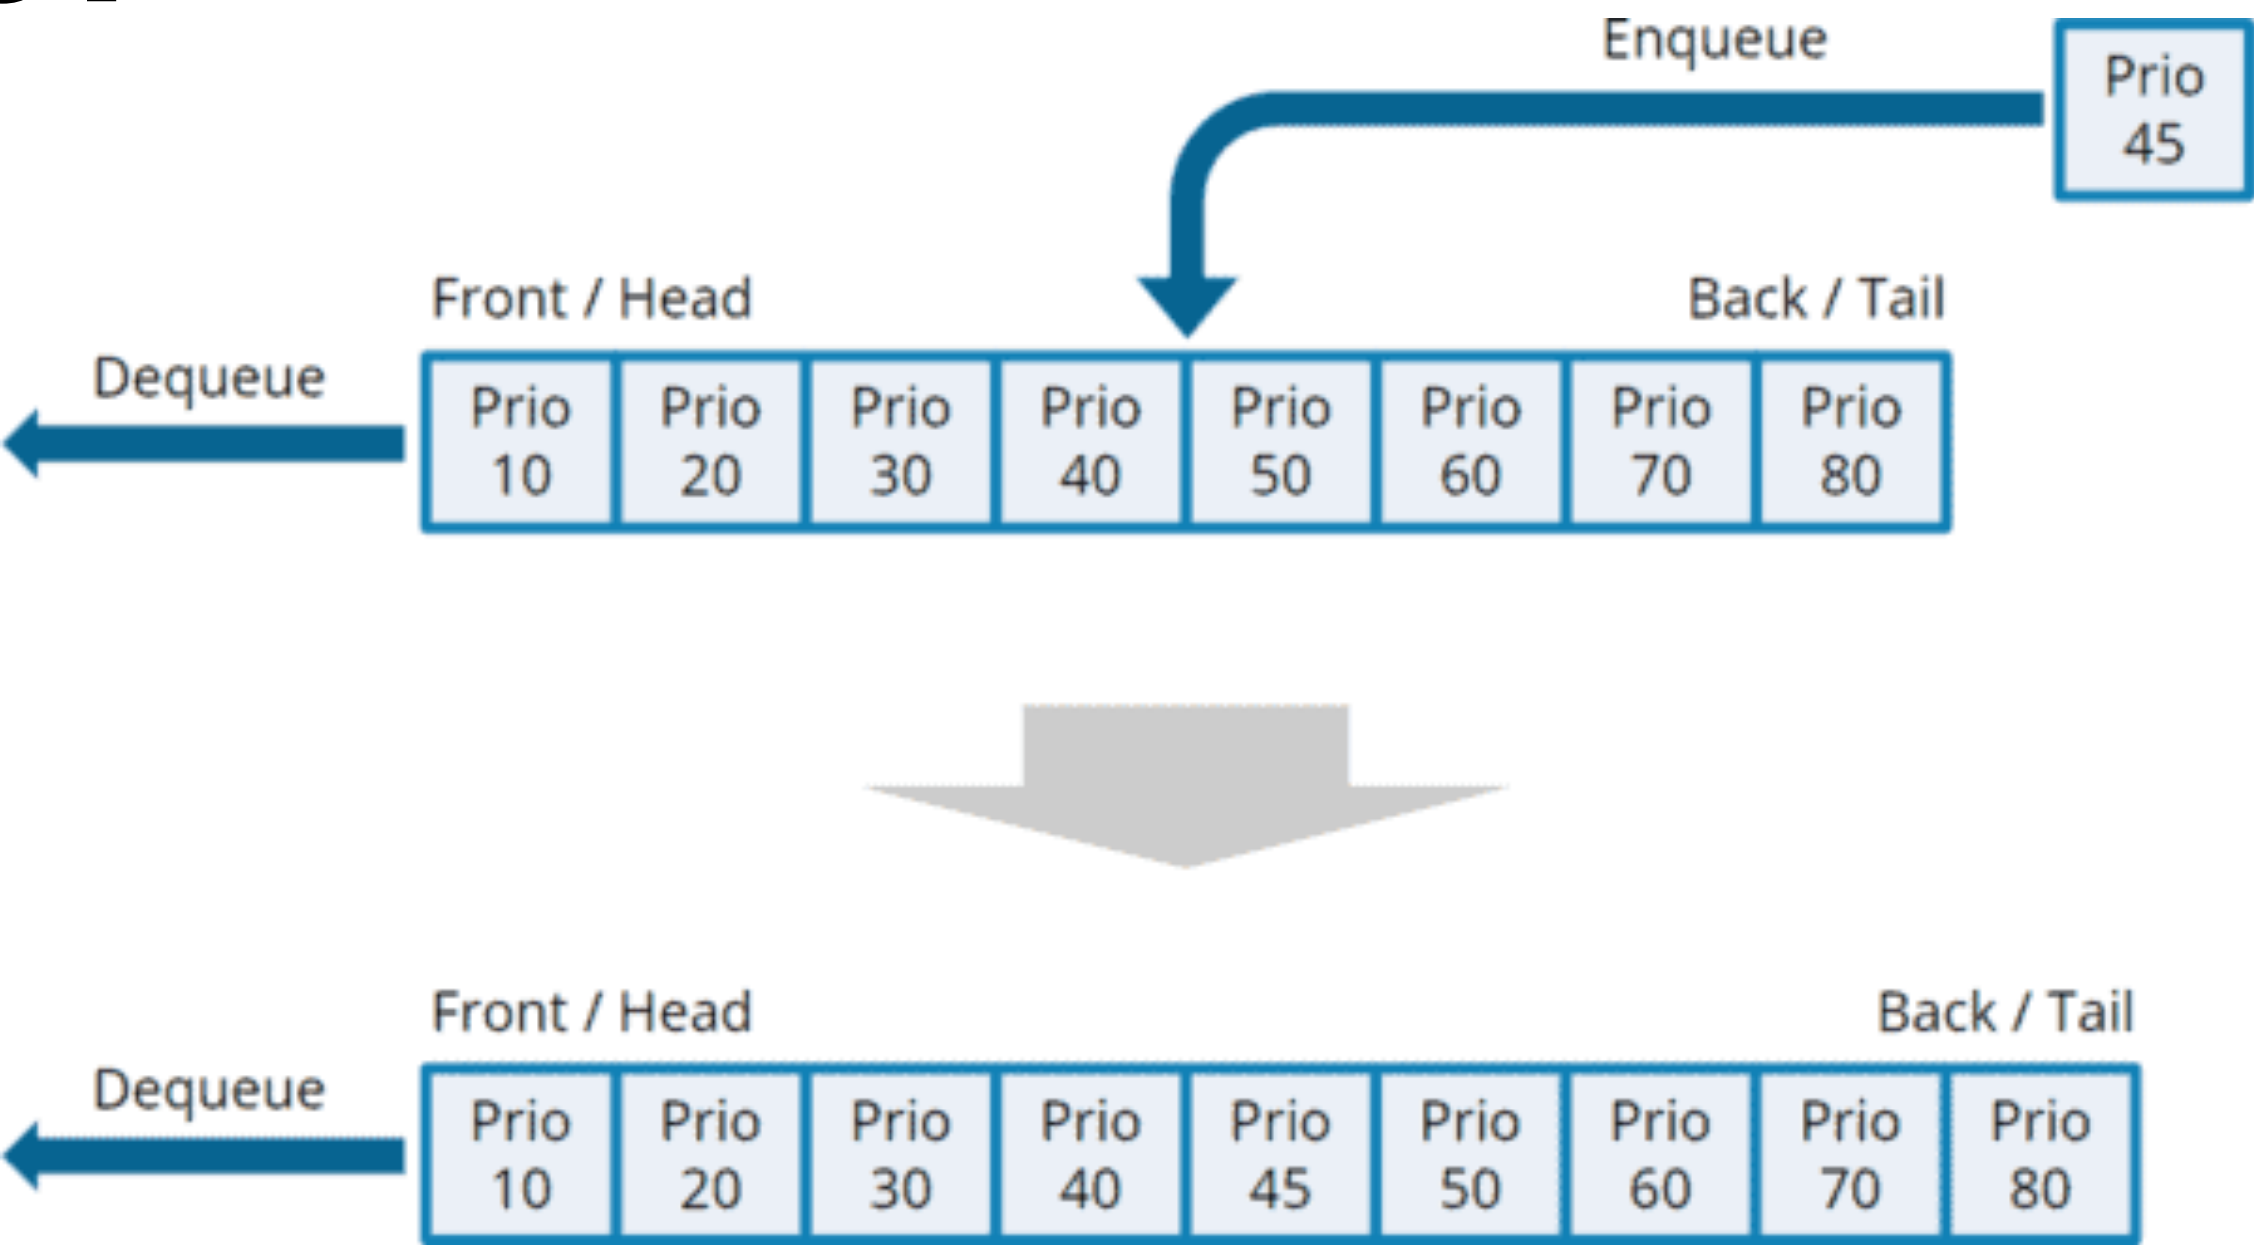 Enqueue
Prio
45
Front / Head
Back / Tail
Dequeue
Prio Prio Prio Prio Prio Prio Prio Prio
10 20 30 40 50 60 70 80
Front / Head
Back / Tail
Dequeue
Prio Prio Prio Prio Prio Prio Prio Prio Prio
10 20 30 40 45 50 60 70 80